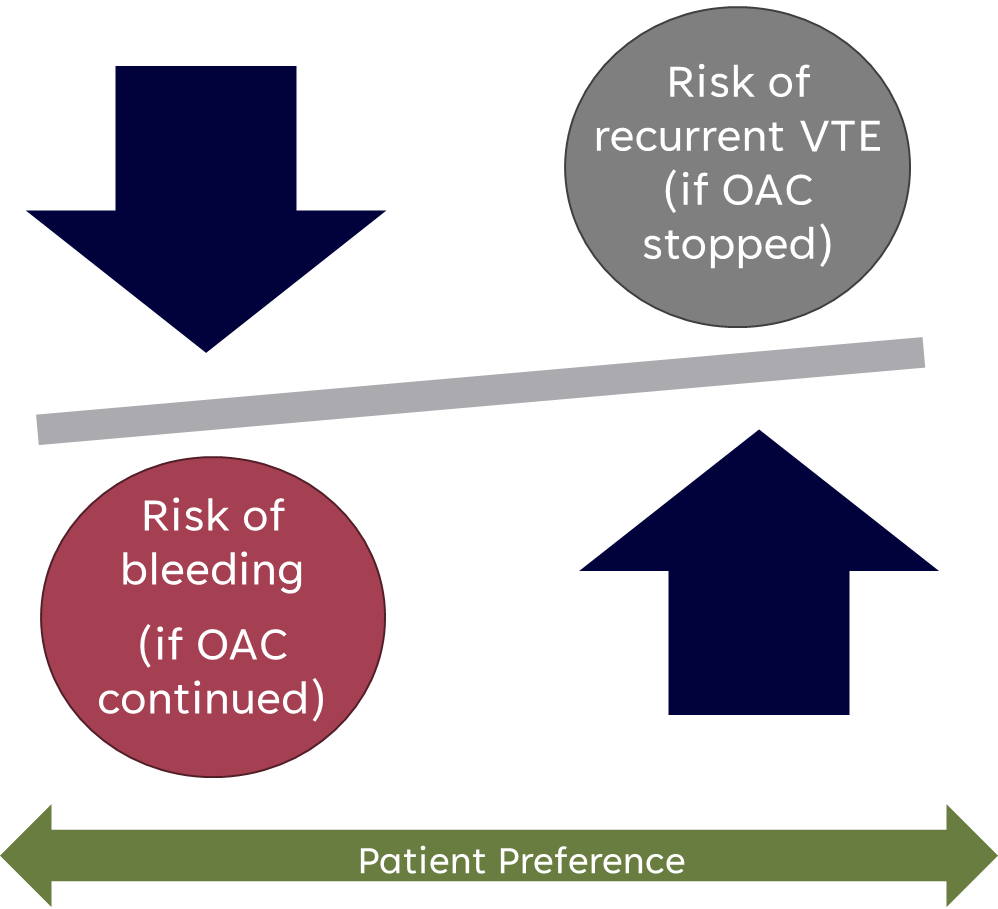 Risk of
recurrent VTE
(if OAC
stopped)
Risk of
bleeding
(if OAC
continued)
Patient Preference